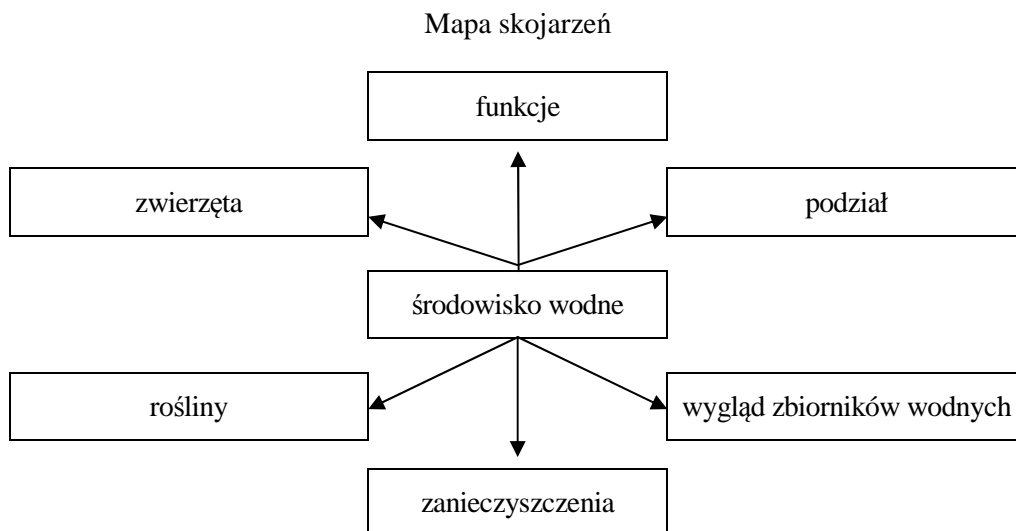 Mapa skojarzeń
funkcje
zwierzęta
podział
środowisko wodne
rośliny
wygląd zbiorników wodnych
zanieczyszczenia